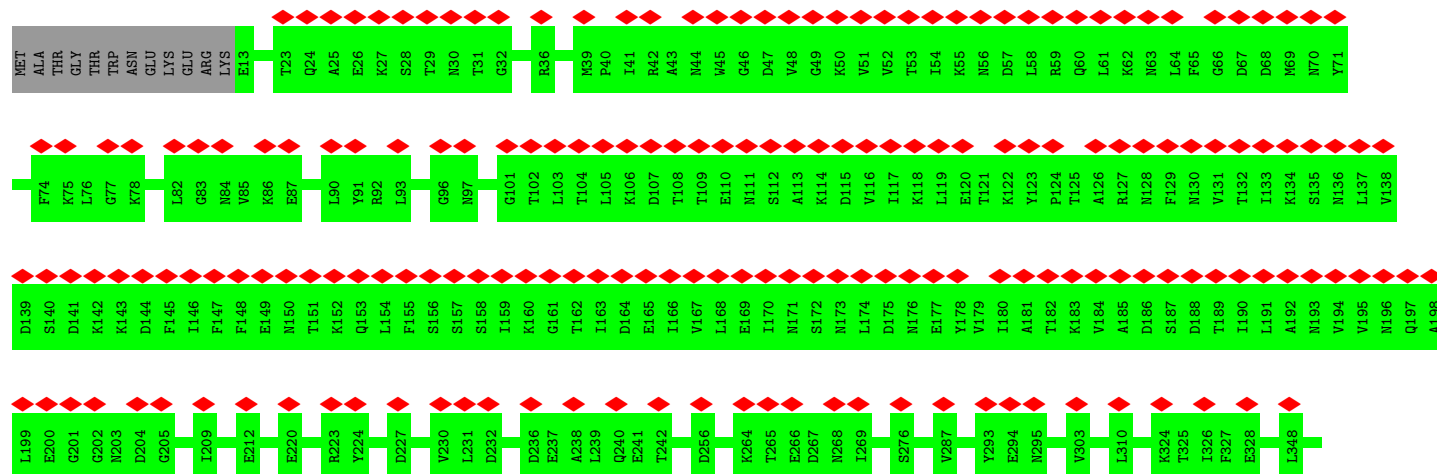 MET ALA THR GLY THR TRP ASN GLU LYS GLU ARG LYS E13 T23 Q24 A25 E26 K27 S28 T29 N30 T31 G32 R36 M39 P40 I41 R42 A43 N44 W45 G46 D47 V48 G49 K50 V51 V52 T53 I54 K55 N56 D57 L58 R59 Q60 L61 K62 N63 L64 F65 G66 D67 D68 M69 N70 Y71
F74 K75 L76 G77 K78 L82 G83 N84 V85 K86 E87 L90 Y91 R92 L93 G96 N97 G101 T102 L103 T104 L105 K106 D107 T108 T109 E110 N111 S112 A113 K114 D115 V116 I117 K118 L119 E120 T121 K122 Y123 P124 T125 A126 R127 N128 F129 N130 V131 T132 I133 K134 S135 N136 L137 V138
D139 S140 D141 K142 K143 D144 F145 I146 F147 F148 E149 N150 T151 K152 Q153 L154 F155 S156 S157 S158 I159 K160 G161 T162 I163 D164 E165 I166 V167 L168 E169 I170 N171 S172 N173 L174 D175 N176 E177 Y178 V179 I180 A181 T182 K183 V184 A185 D186 S187 D188 T189 I190 L191 A192 N193 V194 V195 N196 Q197 A198
L199 E200 G201 G202 N203 D204 G205 I209 E212 E220 R223 Y224 D227 V230 L231 D232 D236 E237 A238 L239 Q240 E241 T242 D256 K264 T265 E266 D267 N268 I269 S276 V287 Y293 E294 N295 V303 L310 K324 T325 I326 F327 E328 L348